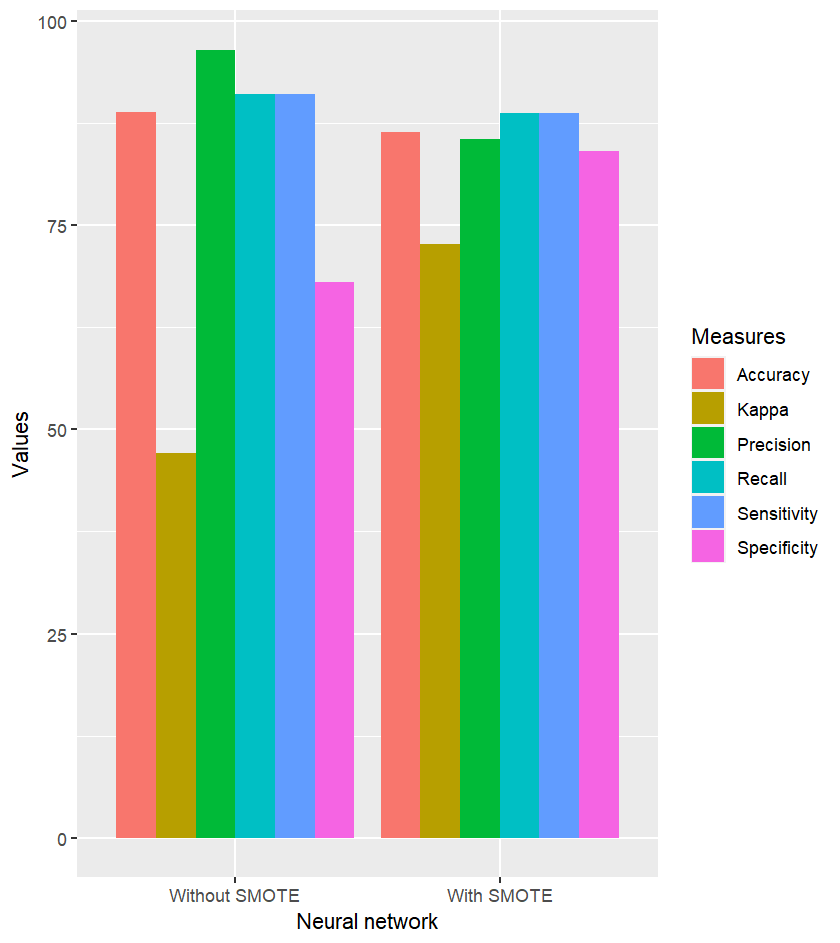 100
75
50
25
0
Values
Without SMOTE
With SMOTE
Neural network
Measures
Accuracy
Kappa
Precision
Recall
Sensitivity
Specificity